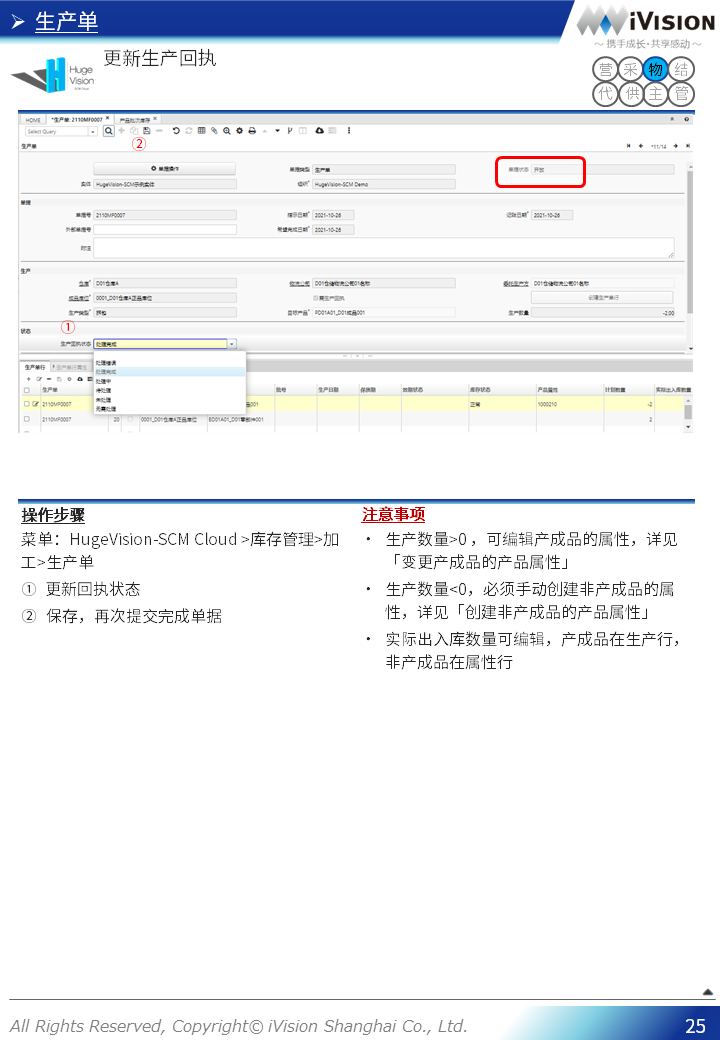 生产单
iVISION
～ 携手成长·共享感动 ～
Huge
Vision
SCM Cloud
更新生产回执
营 采 物 结
代 供 主 管
HOME *生产单: 2110MF0007 × 产品批次库存 ×
Select Query
②
生产单 *11/14
单据操作 单据类型 生产单 单据状态 开放
实体 HugeVision-SCM示例实体 组织* HugeVision-SCM Demo
单据
单据号 2110MF0007 指示日期* 2021-10-26 记账日期* 2021-10-26
外部单据号 希望完成日期* 2021-10-26
附注
生产
仓库* D01仓库A 物流公司 D01仓储物流公司01名称 委托生产方 D01仓储物流公司01名称
成品库位* 0001_D01仓库A正品库位 需生产回执 创建生产单行
生产类型* 拆包 目标产品* FD01A01_D01成品001 生产数量 -2.00
①
状态
生产回执状态 处理完成
处理错误
处理完成
处理中
待处理
未处理
无需处理
生产单行 生产单行属性
生产单 批号 生产日期 保质期 效期状态 库存状态 产品属性 计划数量 实际出入库数量
2110MF0007 品001 正常 1000210 -2
2110MF0007 20 0001_D01仓库A正品库位 BD01A01_D01零部件001 2
操作步骤
菜单：HugeVision-SCM Cloud >库存管理>加
工>生产单
① 更新回执状态
② 保存，再次提交完成单据
注意事项
• 生产数量>0 ，可编辑产成品的属性，详见
「变更产成品的产品属性」
• 生产数量<0，必须手动创建非产成品的属
性，详见「创建非产成品的产品属性」
• 实际出入库数量可编辑，产成品在生产行，
非产成品在属性行
All Rights Reserved, Copyright© iVision Shanghai Co., Ltd.
25